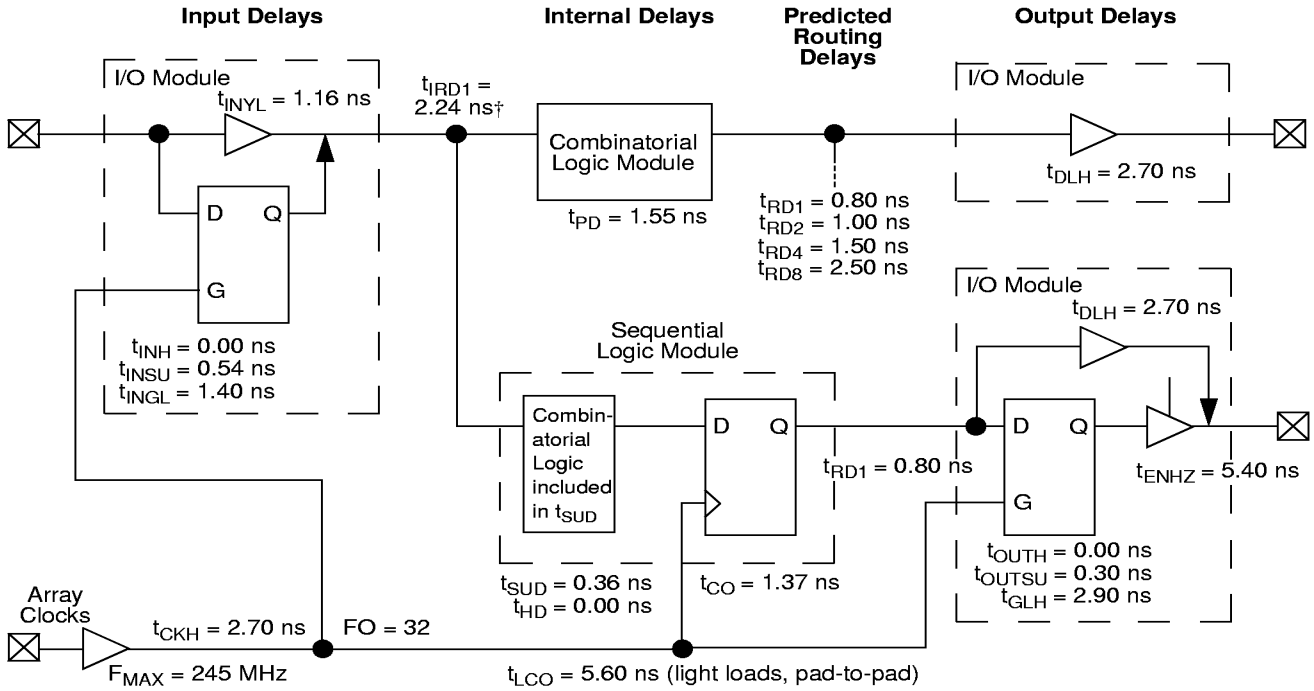 Input Delays
Internal Delays
Predicted
Routing
Delays
Output Delays
I/O Module
tINYL = 1.16 ns
tIRD1 =
2.24 ns†
Combinatorial
Logic Module
tPD = 1.55 ns
tRD1 = 0.80 ns
tRD2 = 1.00 ns
tRD4 = 1.50 ns
tRD8 = 2.50 ns
I/O Module
tDLH = 2.70 ns
D Q
G
tINH = 0.00 ns
tINSU = 0.54 ns
tINGL = 1.40 ns
Sequential
Logic Module
Combin-
atorial
Logic
included
in tSUD
D Q
tSUD = 0.36 ns
tHD = 0.00 ns
tCO = 1.37 ns
tRD1 = 0.80 ns
I/O Module
tDLH = 2.70 ns
D Q
G
tENHZ = 5.40 ns
tOUTH = 0.00 ns
tOUTSU = 0.30 ns
tGLH = 2.90 ns
Array
Clocks
tCKH = 2.70 ns
FO = 32
FMAX = 245 MHz
tLCO = 5.60 ns (light loads, pad-to-pad)